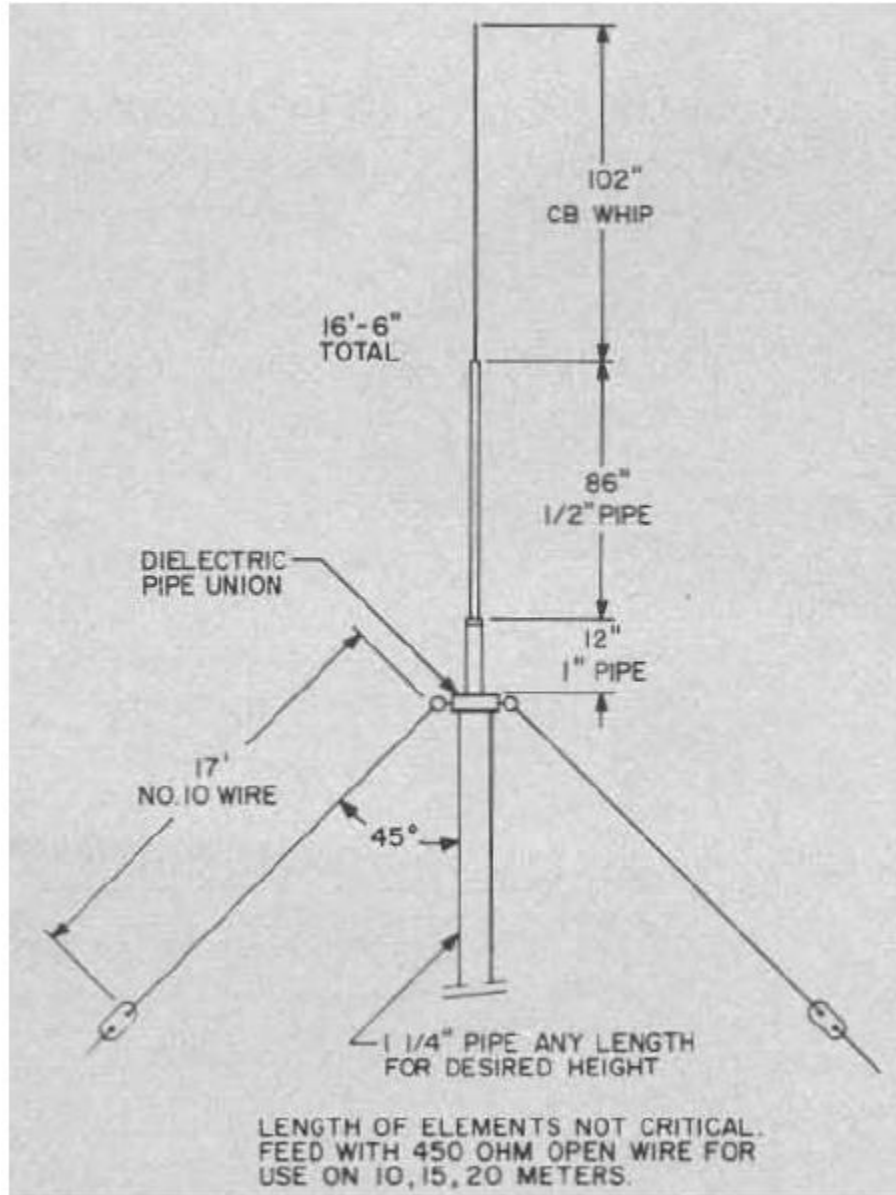 102"
CB WHIP
16'-6"
TOTAL
86"
1/2" PIPE
DIELECTRIC
PIPE UNION
12"
1" PIPE
17'
NO. 10 WIRE
45°
1 1/4" PIPE ANY LENGTH
FOR DESIRED HEIGHT
LENGTH OF ELEMENTS NOT CRITICAL.
FEED WITH 450 OHM OPEN WIRE FOR
USE ON 10, 15, 20 METERS.